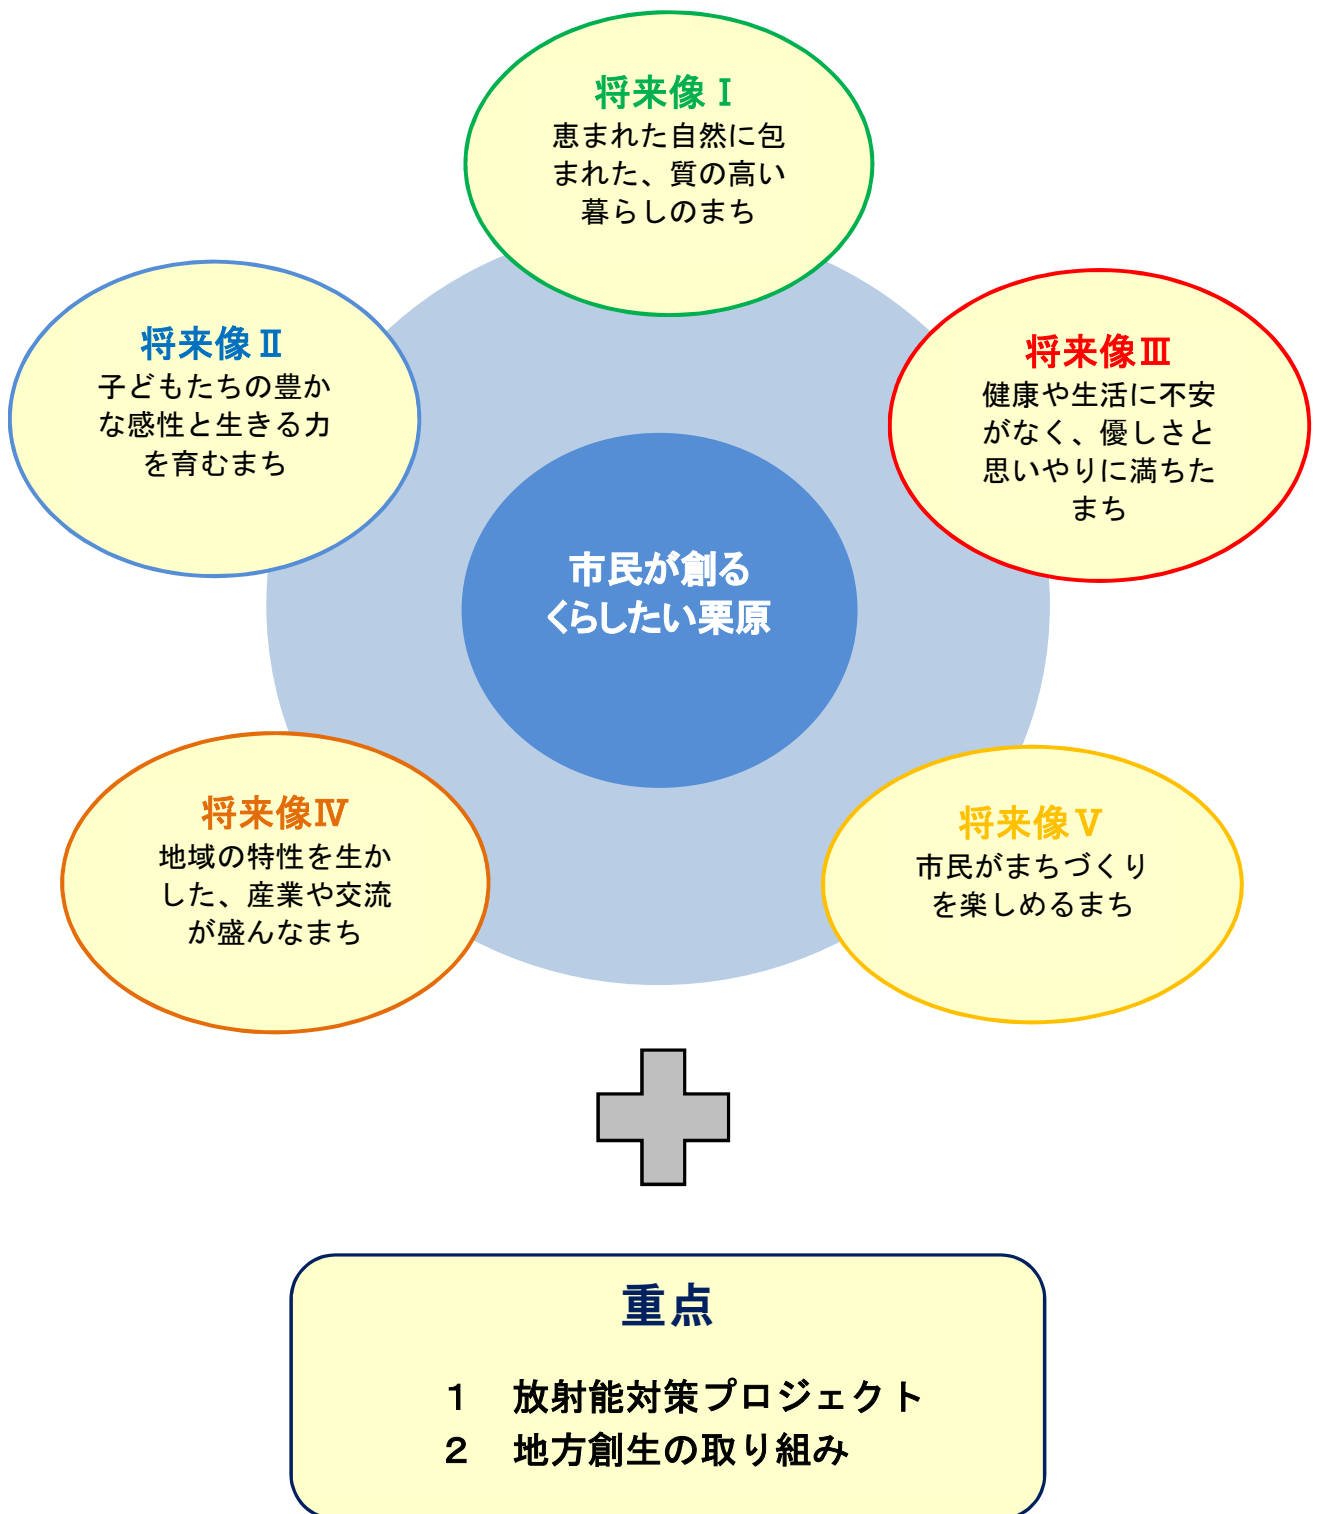 将来像Ⅰ
恵まれた自然に包
まれた、質の高い
暮らしのまち
将来像Ⅱ
子どもたちの豊か
な感性と生きる力
を育むまち
将来像Ⅲ
健康や生活に不安
がなく、優しさと
思いやりに満ちた
まち
市民が創る
くらしたい栗原
将来像Ⅳ
地域の特性を生か
した、産業や交流
が盛んなまち
将来像Ⅴ
市民がまちづくり
を楽しめるまち
重点
１　放射能対策プロジェクト
２　地方創生の取り組み